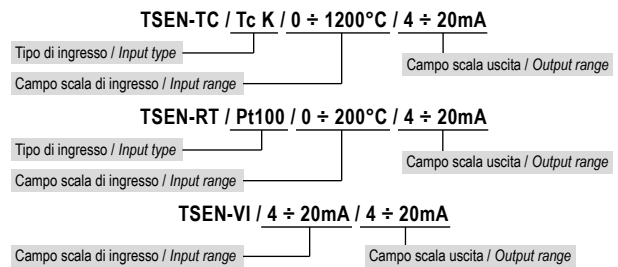 TSEN-TC / Tc K / 0 ÷ 1200°C / 4 ÷ 20mA
Tipo di ingresso / Input type
Campo scala uscita / Output range
Campo scala di ingresso / Input range
TSEN-RT / Pt100 / 0 ÷ 200°C / 4 ÷ 20mA
Tipo di ingresso / Input type
Campo scala uscita / Output range
Campo scala di ingresso / Input range
TSEN-VI / 4 ÷ 20mA / 4 ÷ 20mA
Campo scala di ingresso / Input range
Campo scala uscita / Output range